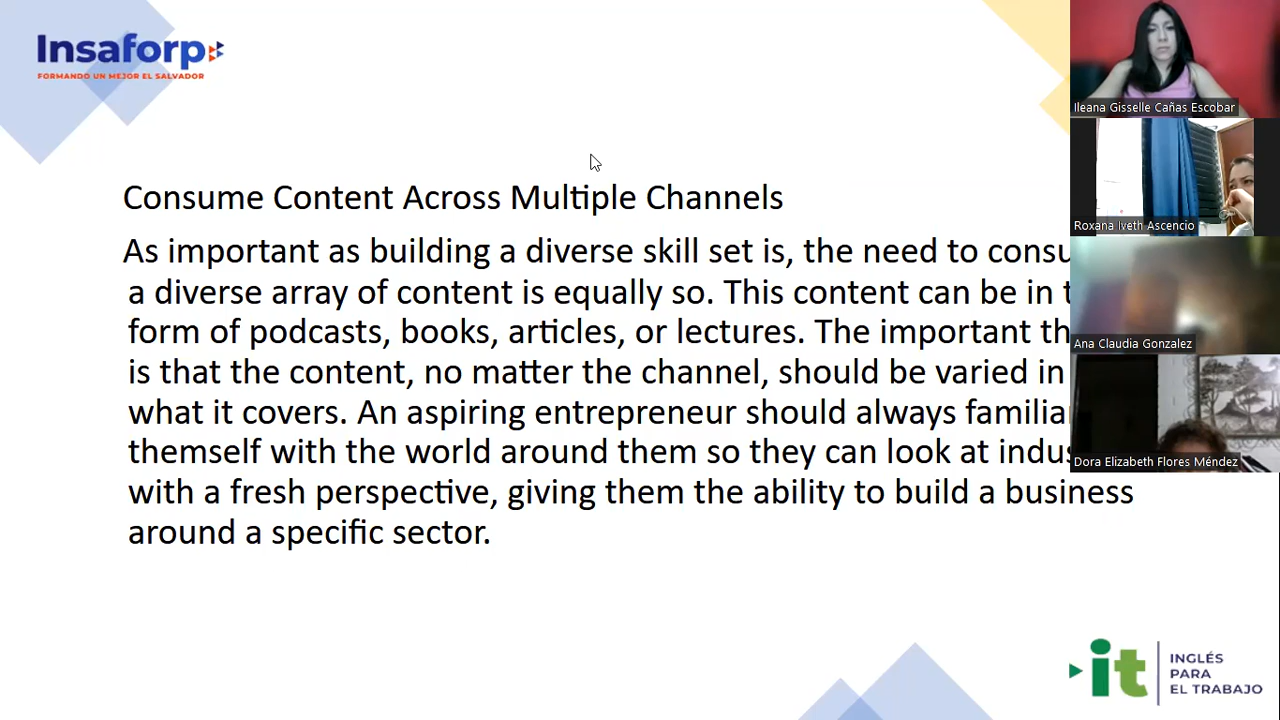 Insaforp
FORMANDO UN MEJOR EL SALVADOR
Consume Content Across Multiple Channels
As important as building a diverse skill set is, the need to
a diverse array of content is equally so. This content can be in
form of podcasts, books, articles, or lectures. The important
is that the content, no matter the channel, should be varied in
what it covers. An aspiring entrepreneur should always
themself with the world around them so they can look at
with a fresh perspective, giving them the ability to build a business
around a specific sector.
Ileana Gisselle Cañas Escobar
Roxana Iveth Ascencio
Ana Claudia Gonzalez
Dora Elizabeth Flores Méndez
it
INGLÉS
PARA
EL TRABAJO